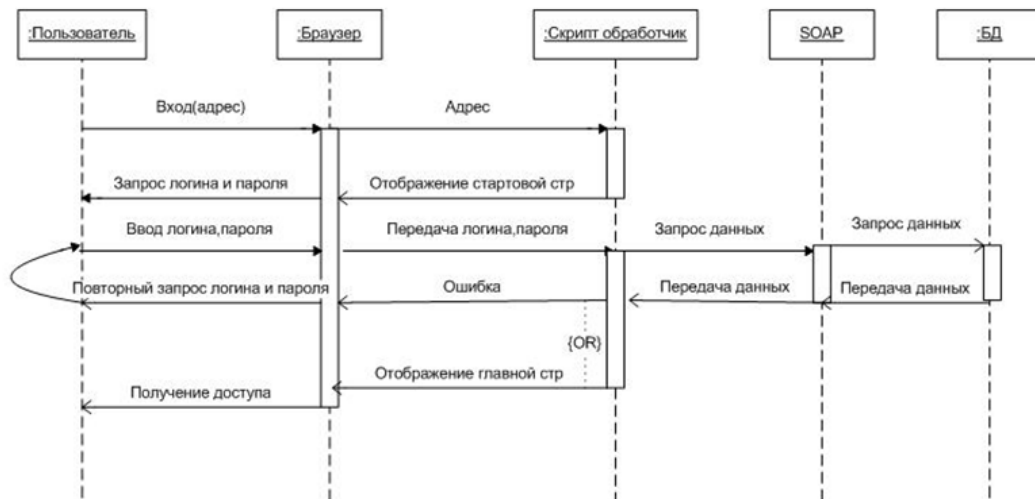 :Пользователь
:Браузер
:Скрипт обработчик
SOAP
:БД
Вход(адрес)
Адрес
Запрос логина и пароля
Отображение стартовой стр
Ввод логина,пароля
Передача логина,пароля
Запрос данных
Запрос данных
Повторный запрос логина и пароля
Ошибка
Передача данных
Передача данных
{OR}
Отображение главной стр
Получение доступа